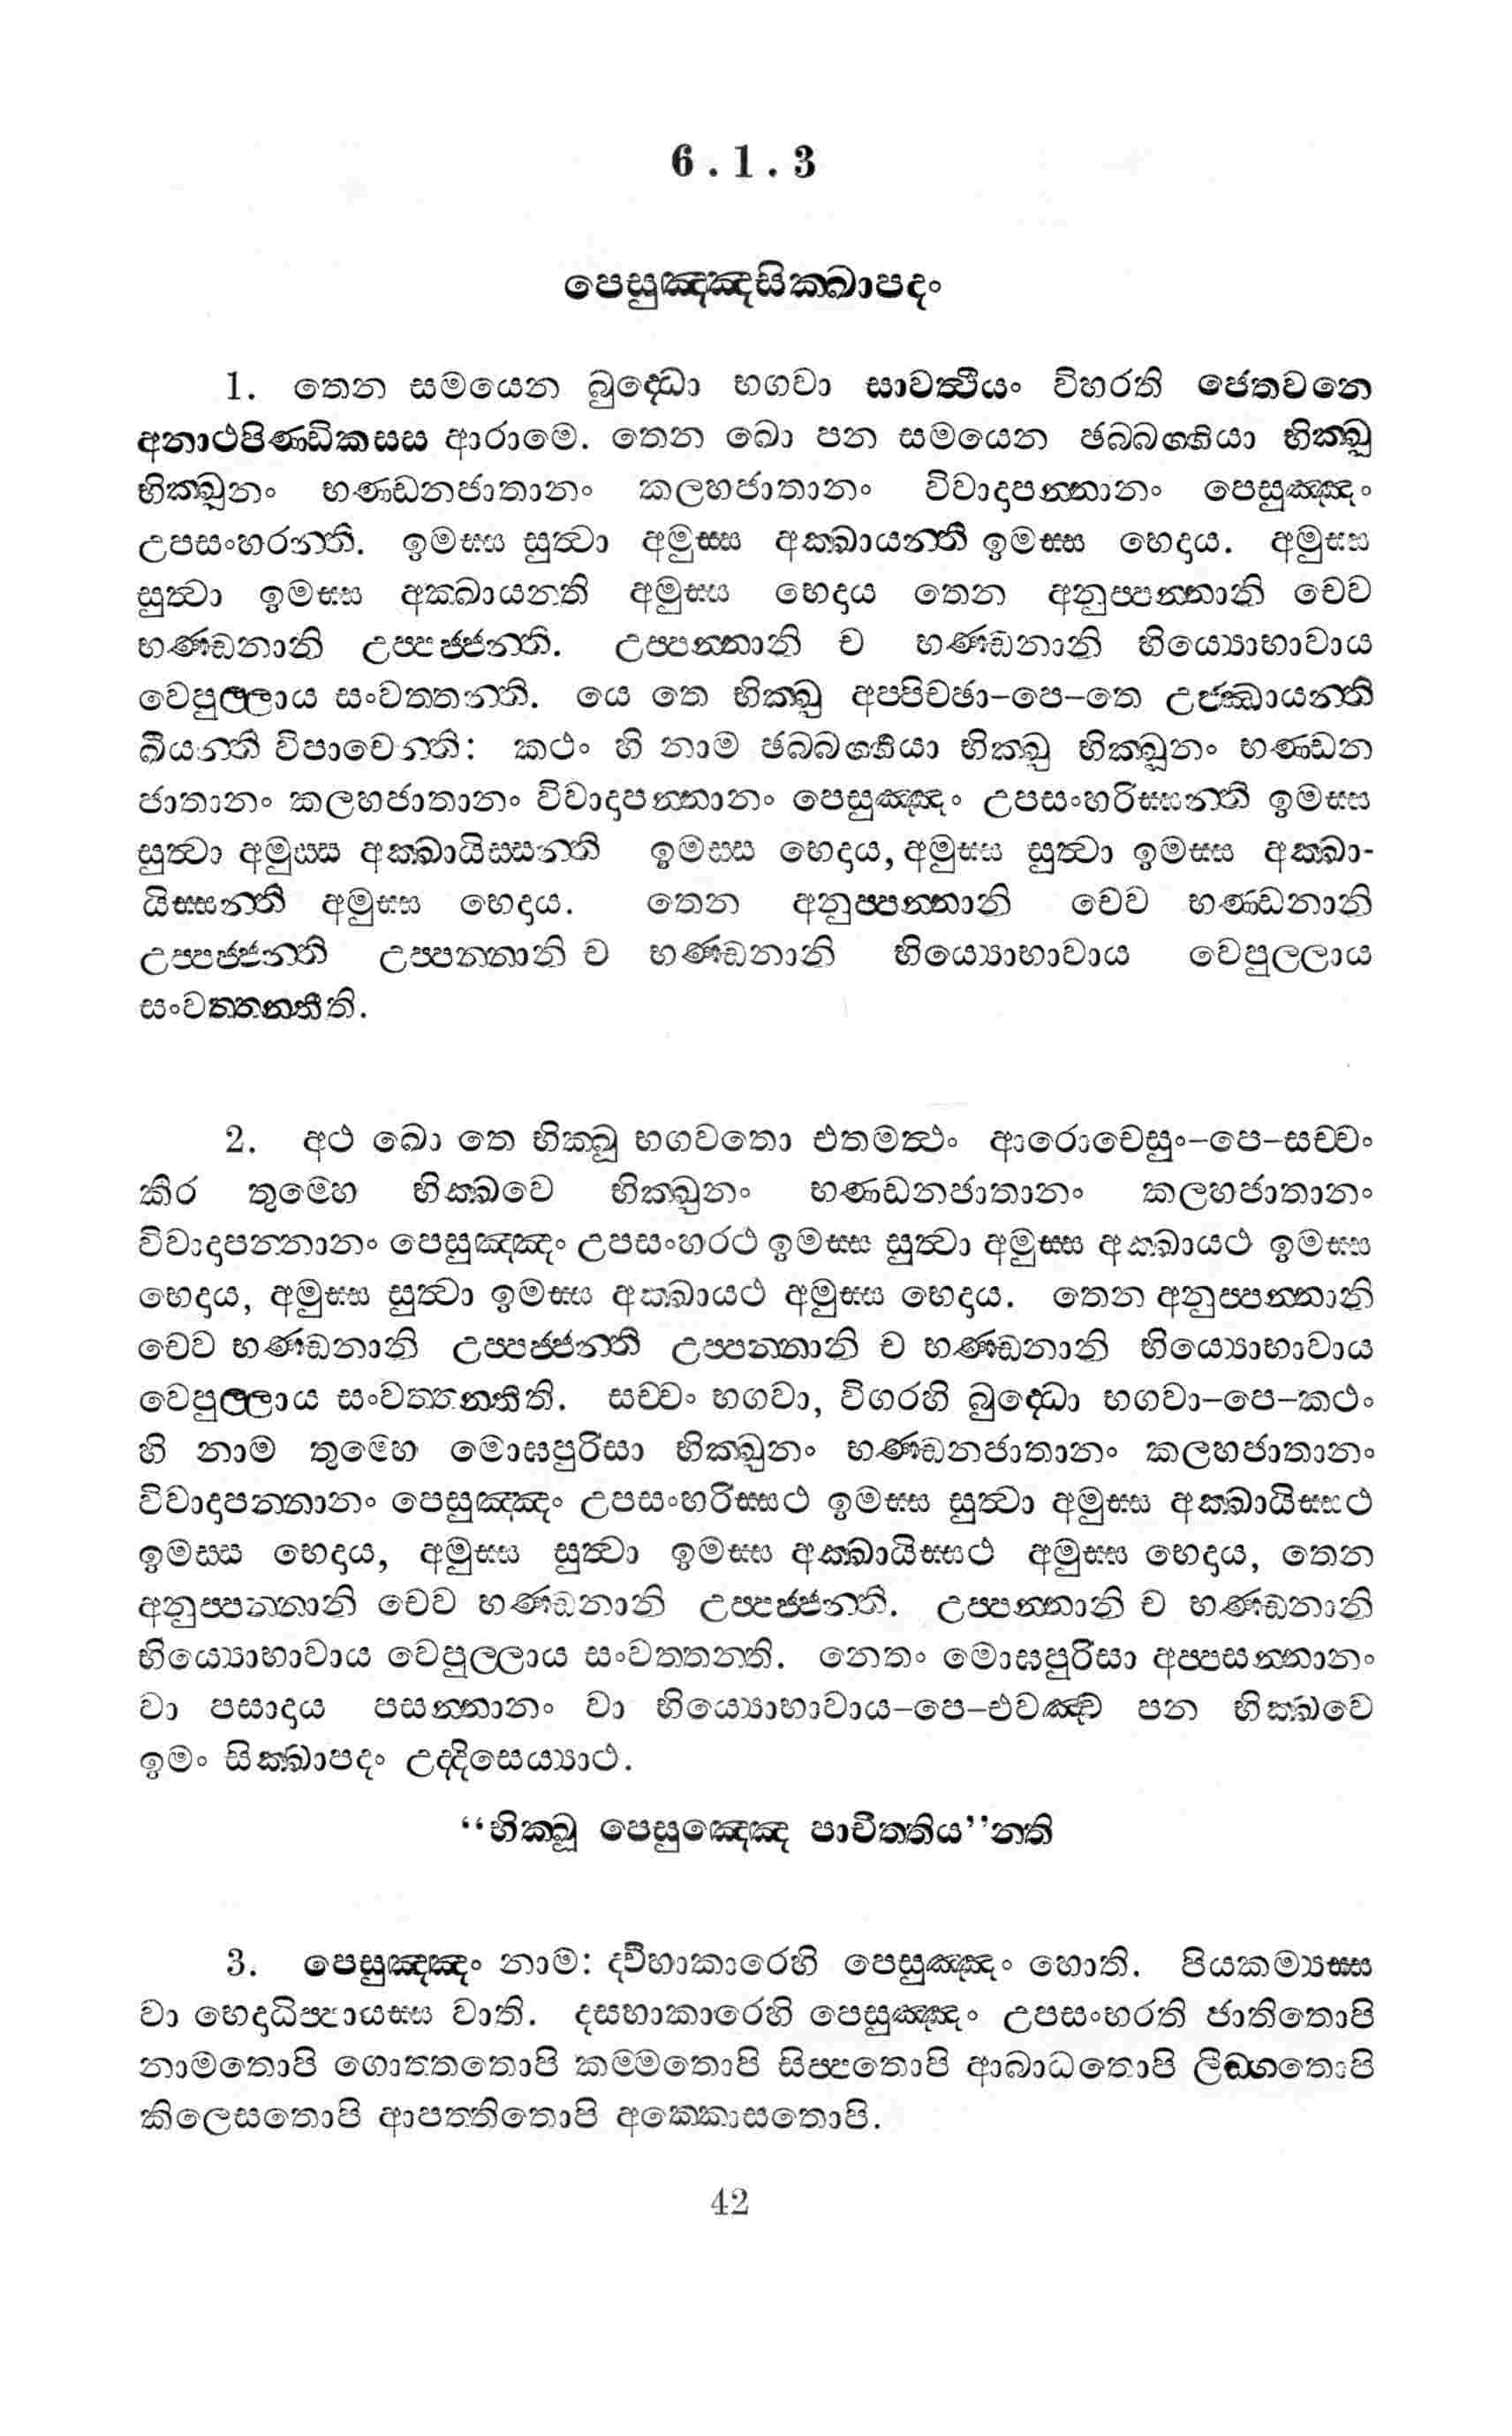 6.1.3
පෙසුඤ්ඤසික්ඛාපදං
1. තෙන සමයෙන බුද්ධො භගවා සාවත්ථියං විහරති ජෙතවනෙ
අනාථපිණ්ඩිකස්ස ආරාමෙ. තෙන ඛො පන සමයෙන ඡබ්බග්ගියා භික්ඛූ
භික්ඛූනං භණ්ඩනජාතානං කලහජාතානං විවාදාපන්නානං පෙසුඤ්ඤං
උපසංහරන්ති. ඉමස්ස සුත්වා අමුස්ස අක්ඛායන්ති ඉමස්ස භෙදාය. අමුස්ස
සුත්වා ඉමස්ස අක්ඛායන්ති අමුස්ස භෙදාය තෙන අනුප්පන්නානි චෙව
භණ්ඩනානි උප්පජ්ජන්ති. උප්පන්නානි ච භණ්ඩනානි භිය්‍යොභාවාය
වෙපුල්ලාය සංවත්තන්ති. යෙ තෙ භික්ඛූ අප්පිච්ඡා-පෙ-තෙ උජ්ඣායන්ති
ඛීයන්ති විපාචෙන්ති: කථං හි නාම ඡබ්බග්ගියා භික්ඛූ භික්ඛූනං භණ්ඩන
ජාතානං කලහජාතානං විවාදාපන්නානං පෙසුඤ්ඤං උපසංහරිස්සන්ති ඉමස්ස
සුත්වා අමුස්ස අක්ඛායිස්සන්ති ඉමස්ස භෙදාය, අමුස්ස සුත්වා ඉමස්ස අක්ඛා-
යිස්සන්ති අමුස්ස භෙදාය. තෙන අනුප්පන්නානි චෙව භණ්ඩනානි
උප්පජ්ජන්ති උප්පන්නානි ච භණ්ඩනානි භිය්‍යොභාවාය වෙපුල්ලාය
සංවත්තන්තීති.
2. අථ ඛො තෙ භික්ඛූ භගවතො එතමත්ථං ආරොචෙසුං-පෙ-සච්චං
කිර තුම්හෙ භික්ඛවෙ භික්ඛූනං භණ්ඩනජාතානං කලහජාතානං
විවාදාපන්නානං පෙසුඤ්ඤං උපසංහරථ ඉමස්ස සුත්වා අමුස්ස අක්ඛායථ ඉමස්ස
භෙදාය, අමුස්ස සුත්වා ඉමස්ස අක්ඛායථ අමුස්ස භෙදාය. තෙන අනුප්පන්නානි
චෙව භණ්ඩනානි උප්පජ්ජන්ති උප්පන්නානි ච භණ්ඩනානි භිය්‍යොභාවාය
වෙපුල්ලාය සංවත්තන්තීති. සච්චං භගවා, විගරහි බුද්ධො භගවා-පෙ-කථං
හි නාම තුම්හෙ මොඝපුරිසා භික්ඛූනං භණ්ඩනජාතානං කලහජාතානං
විවාදාපන්නානං පෙසුඤ්ඤං උපසංහරිස්සථ ඉමස්ස සුත්වා අමුස්ස අක්ඛායිස්සථ
ඉමස්ස භෙදාය, අමුස්ස සුත්වා ඉමස්ස අක්ඛායිස්සථ අමුස්ස භෙදාය, තෙන
අනුප්පන්නානි චෙව භණ්ඩනානි උප්පජ්ජන්ති. උප්පන්නානි ච භණ්ඩනානි
භිය්‍යොභාවාය වෙපුල්ලාය සංවත්තන්ති. නෙතං මොඝපුරිසා අප්පසන්නානං
වා පසාදාය පසන්නානං වා භිය්‍යොභාවාය-පෙ-එවඤ්ච පන භික්ඛවෙ
ඉමං සික්ඛාපදං උද්දිසෙය්‍යාථ.
“භික්ඛූ පෙසුඤ්ඤෙ පාචිත්තිය”න්ති
3. පෙසුඤ්ඤං නාම: ද්වීහාකාරෙහි පෙසුඤ්ඤං හොති. පියකම්‍යස්ස
වා භෙදාධිප්පායස්ස වාති. දසහාකාරෙහි පෙසුඤ්ඤං උපසංහරති ජාතිතොපි
නාමතොපි ගොත්තතොපි කම්මතොපි සිප්පතොපි ආබාධතොපි ලිඞ්ගතොපි
කිලෙසතොපි ආපත්තිතොපි අක්කොසතොපි.
42